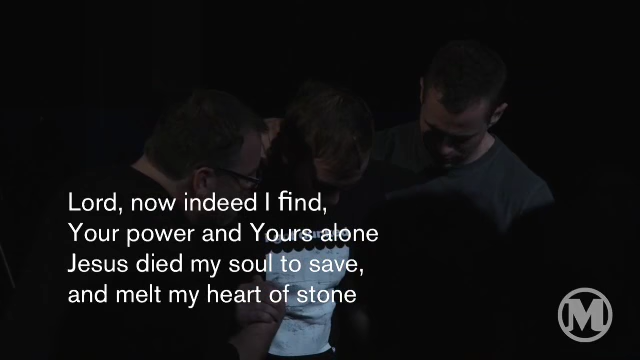 Lord, now indeed I find,
Your power and Yours alone
Jesus died my soul to save,
and melt my heart of stone
M